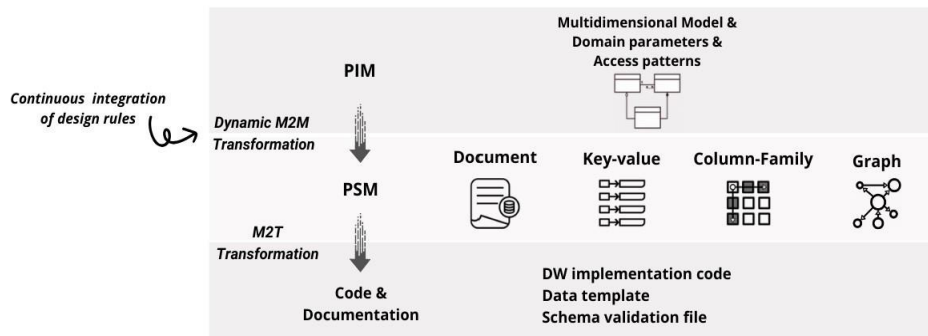 Multidimensional Model &
Domain parameters &
Access patterns
PIM
Continuous integration
of design rules
Dynamic M2M
Transformation
Document
Key-value
Column-Family
Graph
PSM
M2T
Transformation
Code &
Documentation
DW implementation code
Data template
Schema validation file